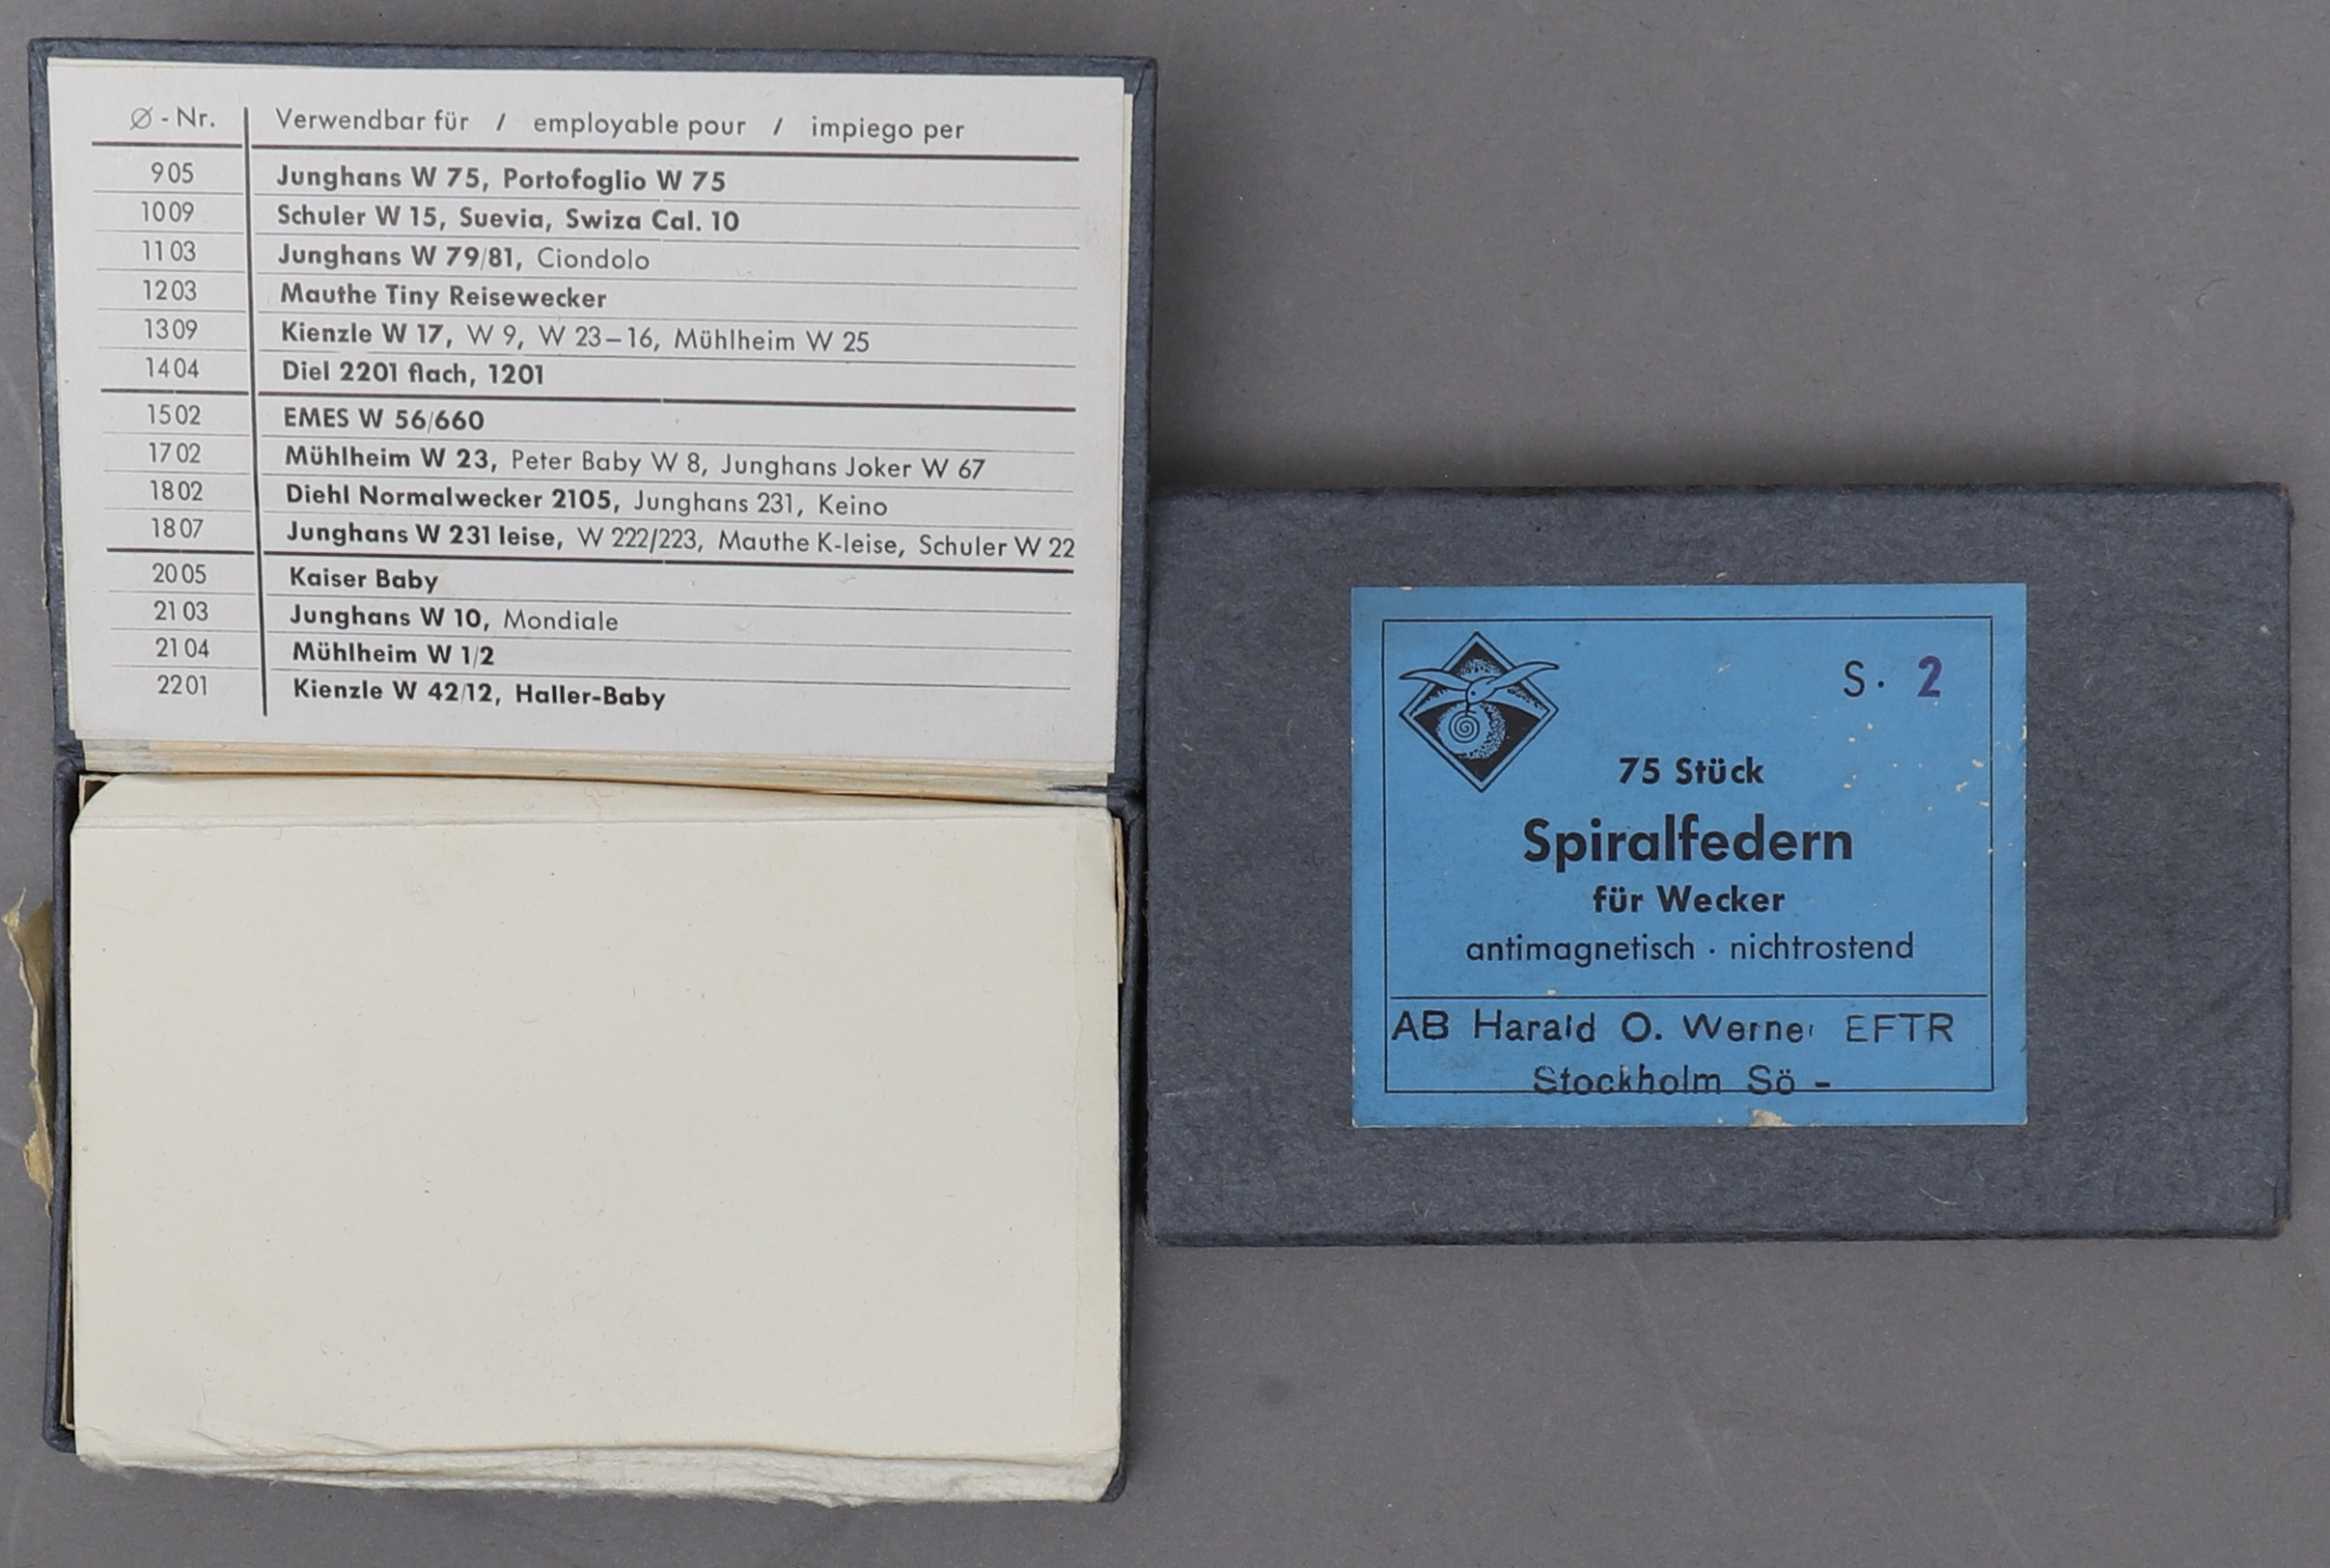 Ø - Nr. Verwendbar für / employable pour / impiego per
905 Junghans W 75, Portofoglio W 75
1009 Schuler W 15, Suevia, Swiza Cal. 10
1103 Junghans W 79/81, Ciondolo
1203 Mauthe Tiny Reisewecker
1309 Kienzle W 17, W 9, W 23–16, Mühlheim W 25
1404 Diel 2201 flach, 1201
1502 EMES W 56/660
1702 Mühlheim W 23, Peter Baby W 8, Junghans Joker W 67
1802 Diehl Normalwecker 2105, Junghans 231, Keino
1807 Junghans W 231 leise, W 222/223, Mauthe K-leise, Schuler W 22
2005 Kaiser Baby
2103 Junghans W 10, Mondiale
2104 Mühlheim W 1/2
2201 Kienzle W 42/12, Haller-Baby
S. 2
75 Stück
Spiralfedern
für Wecker
antimagnetisch · nichtrostend
AB Harald O. Werner EFTR
Stockholm Sö -